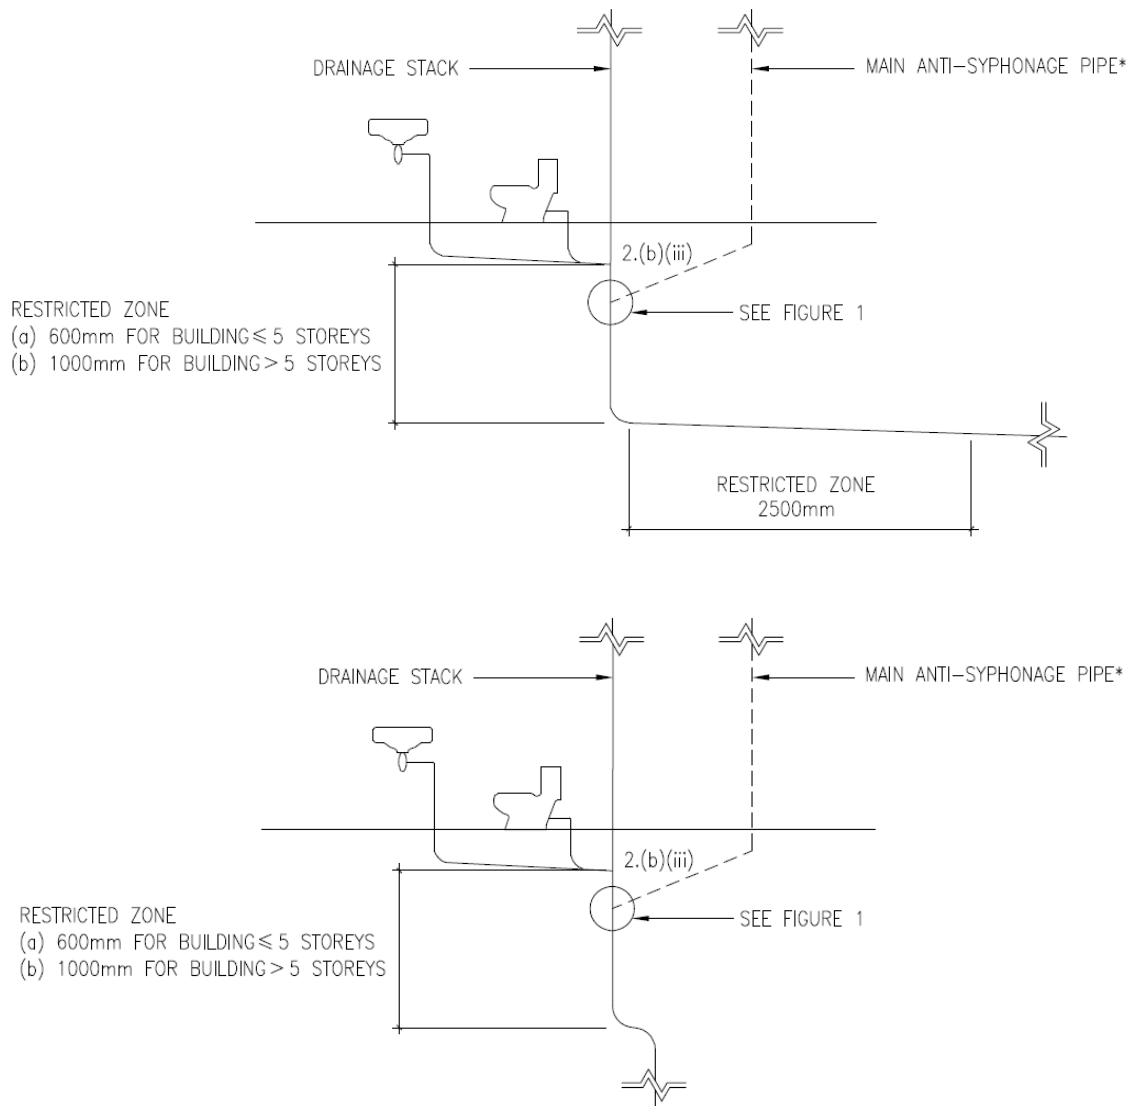 DRAINAGE STACK
MAIN ANTI-SYPHONAGE PIPE*
2.(b)(iii)
RESTRICTED ZONE
(a) 600mm FOR BUILDING ≤ 5 STOREYS
(b) 1000mm FOR BUILDING > 5 STOREYS
SEE FIGURE 1
RESTRICTED ZONE
2500mm
DRAINAGE STACK
MAIN ANTI-SYPHONAGE PIPE*
2.(b)(iii)
RESTRICTED ZONE
(a) 600mm FOR BUILDING ≤ 5 STOREYS
(b) 1000mm FOR BUILDING > 5 STOREYS
SEE FIGURE 1